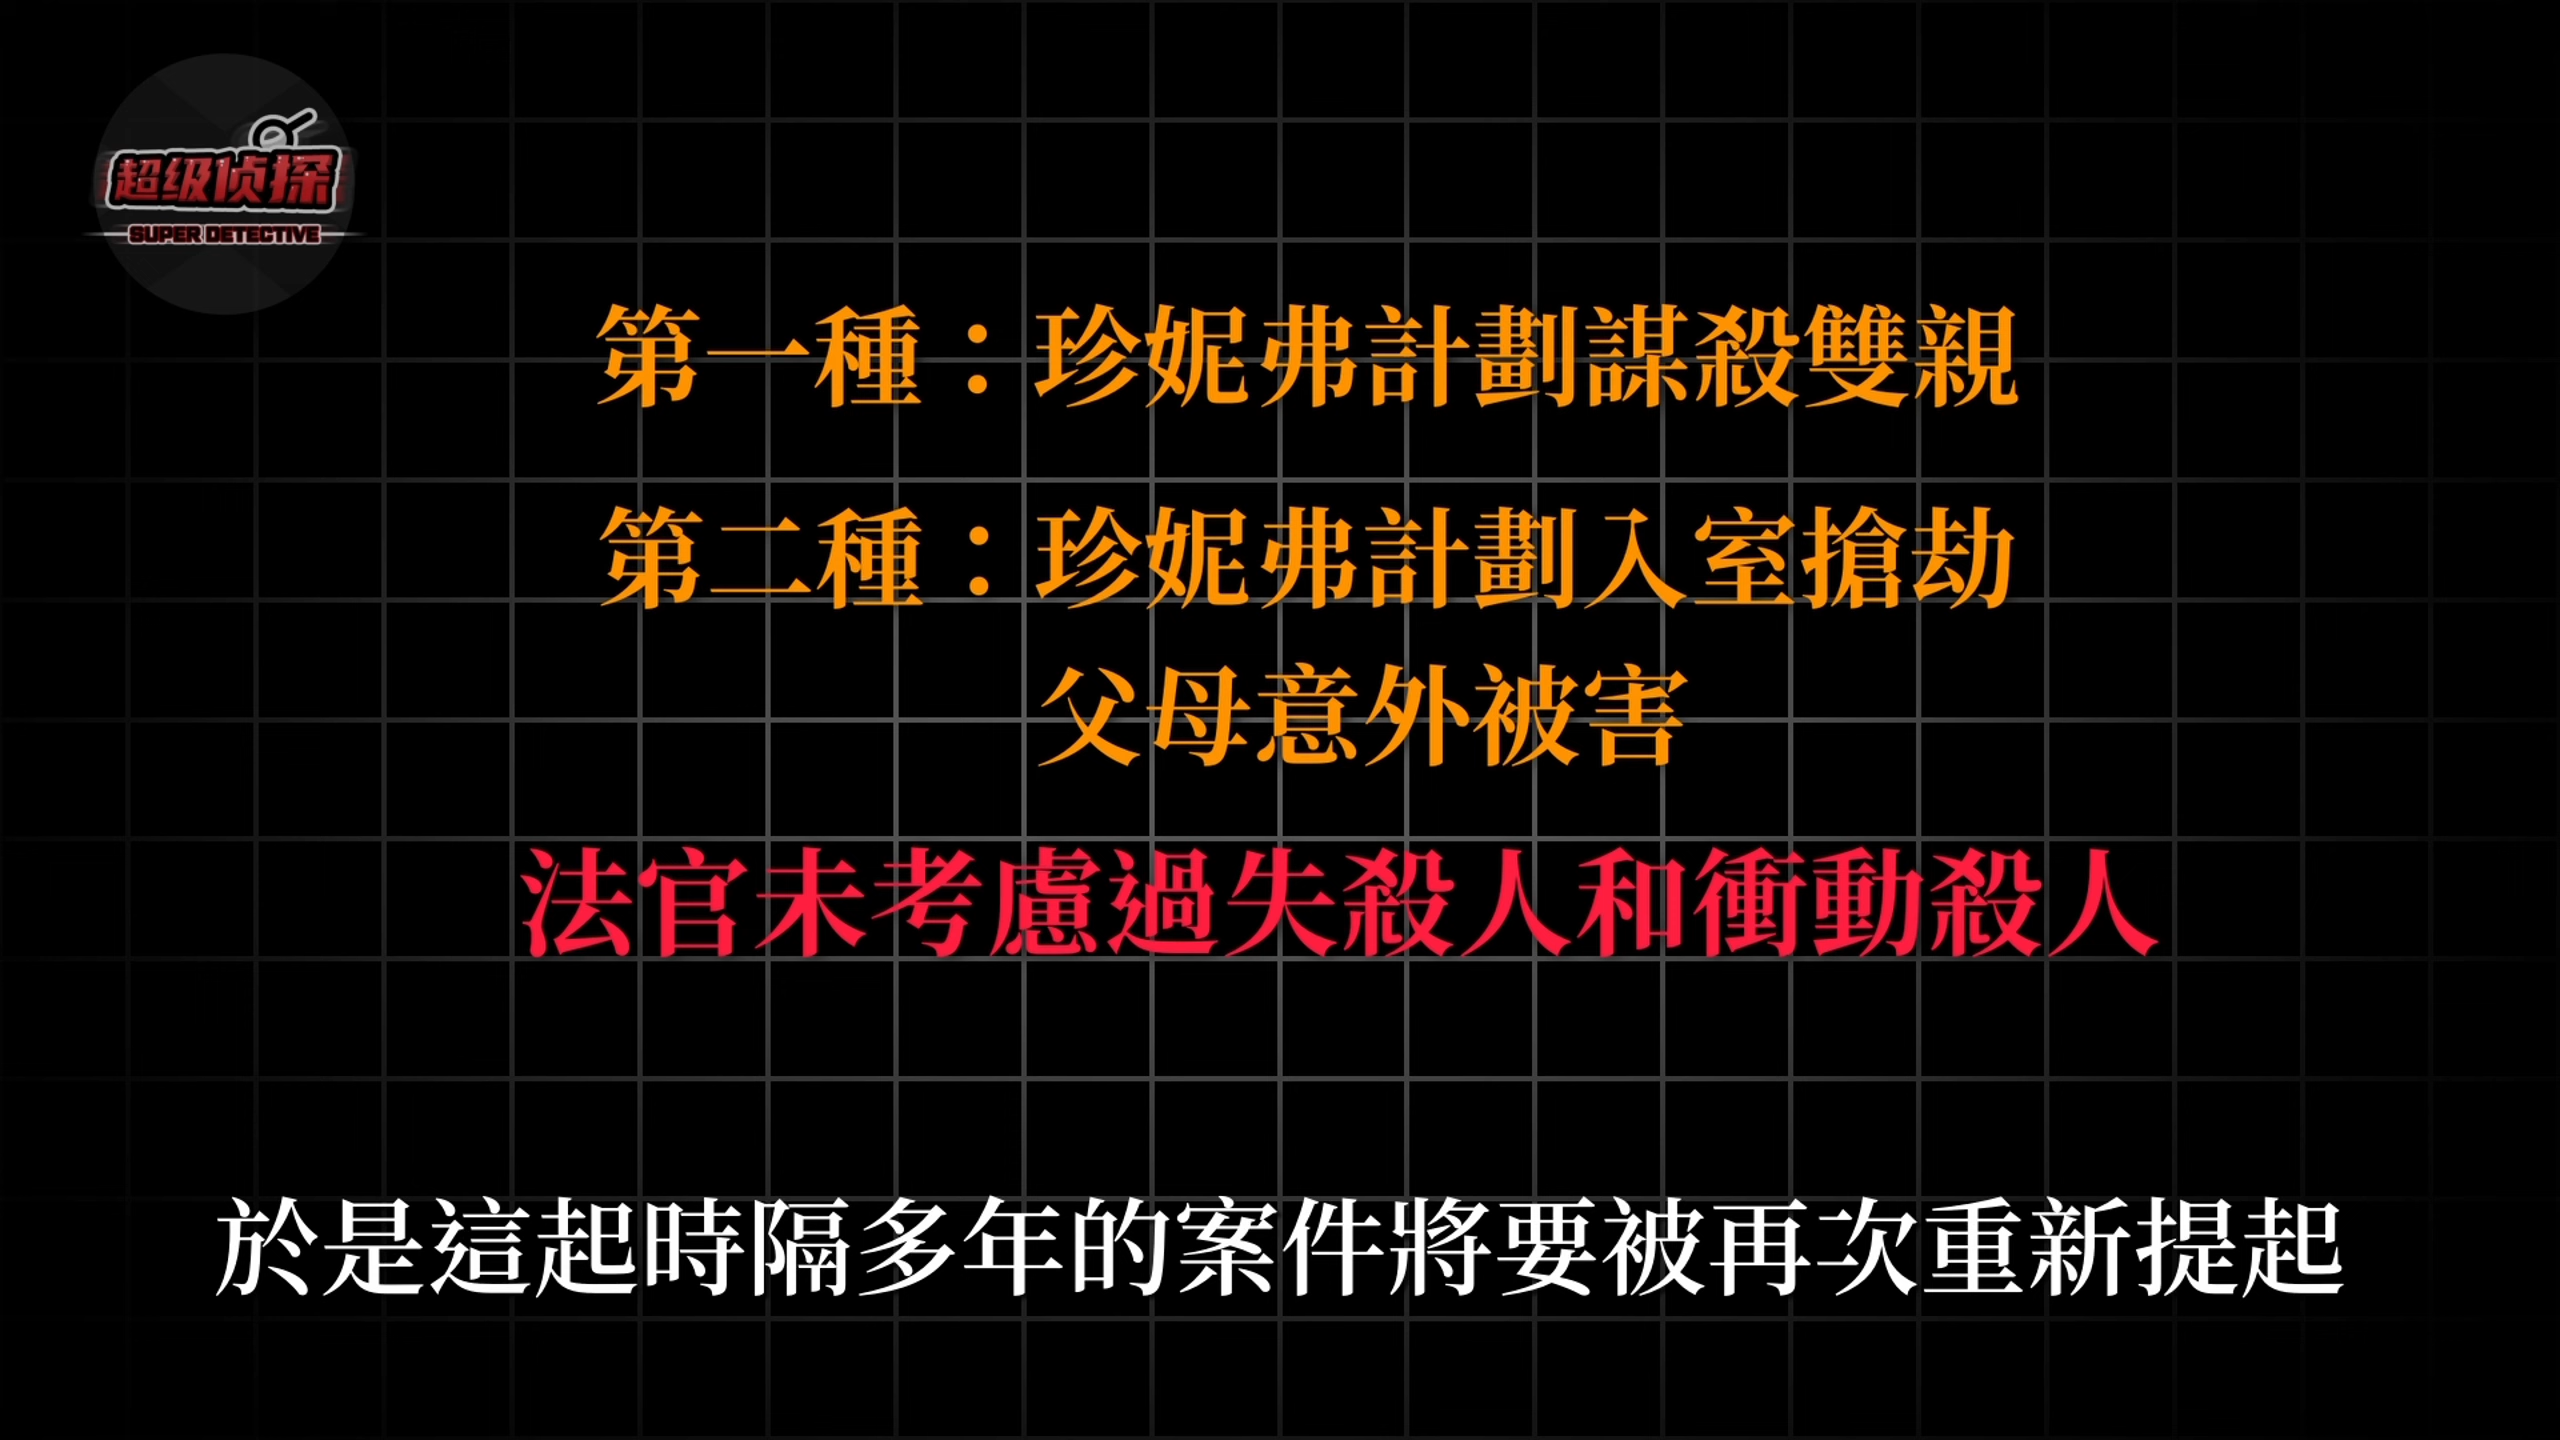 超级侦探
SUPER DETECTIVE
第一種：珍妮弗計劃謀殺雙親
第二種：珍妮弗計劃入室搶劫
父母意外被害
法官未考慮過失殺人和衝動殺人
於是這起時隔多年的案件將要被再次重新提起